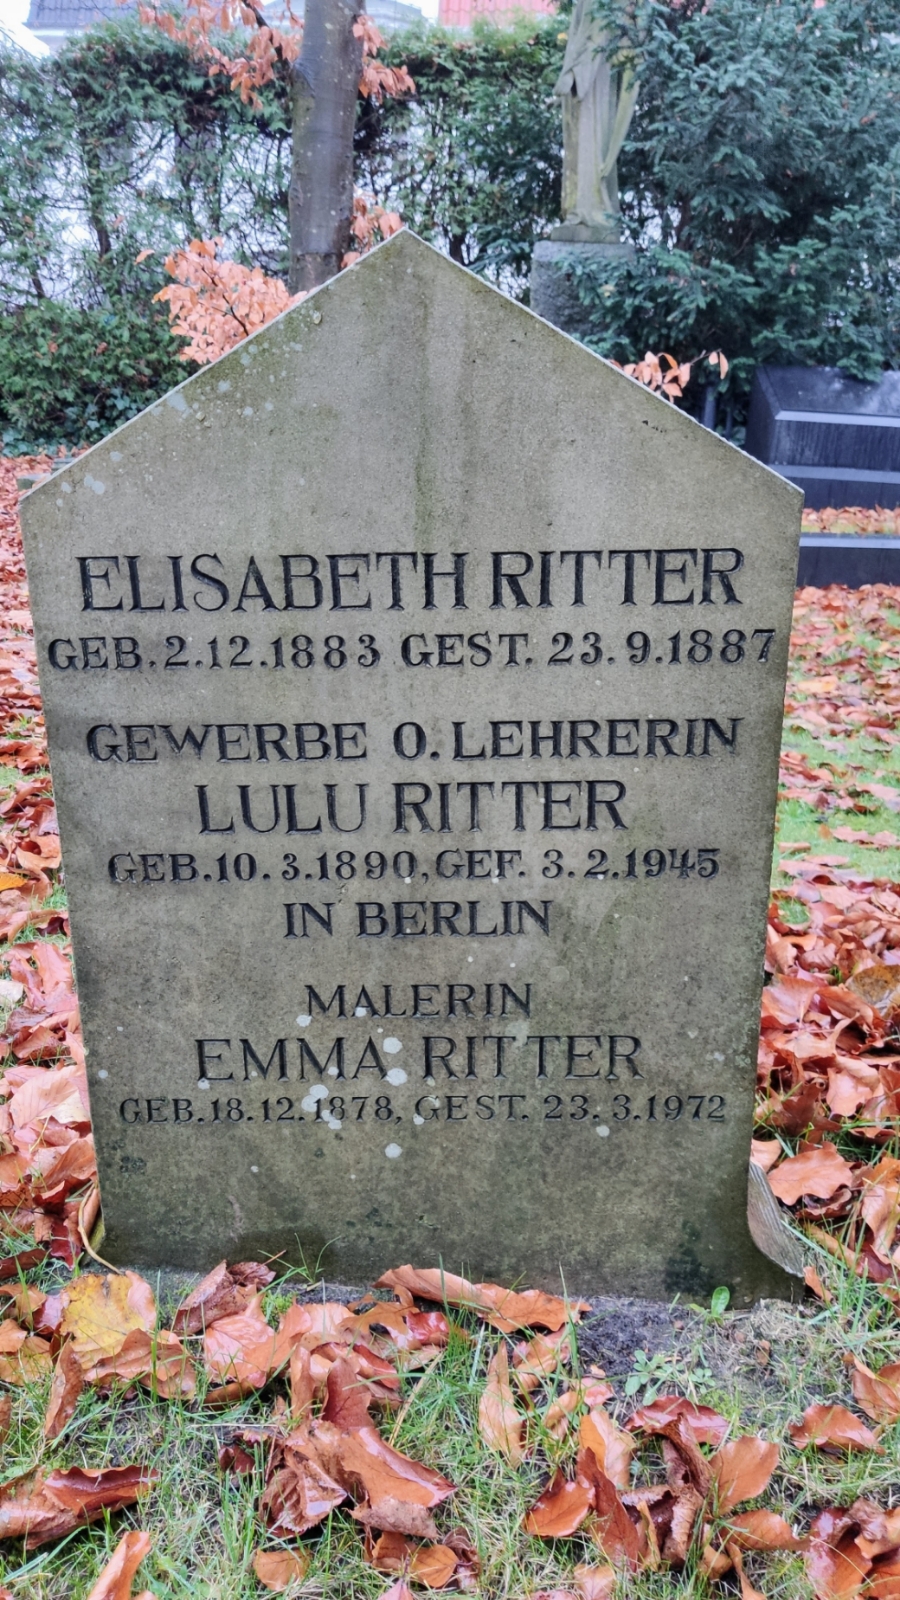 ELISABETH RITTER
GEB. 2.12.1883 GEST. 23.9.1887
GEWERBE O. LEHRERIN
LULU RITTER
GEB. 10.3.1890, GEF. 3.2.1945
IN BERLIN
MALERIN
EMMA RITTER
GEB. 18.12.1878, GEST. 23.3.1972